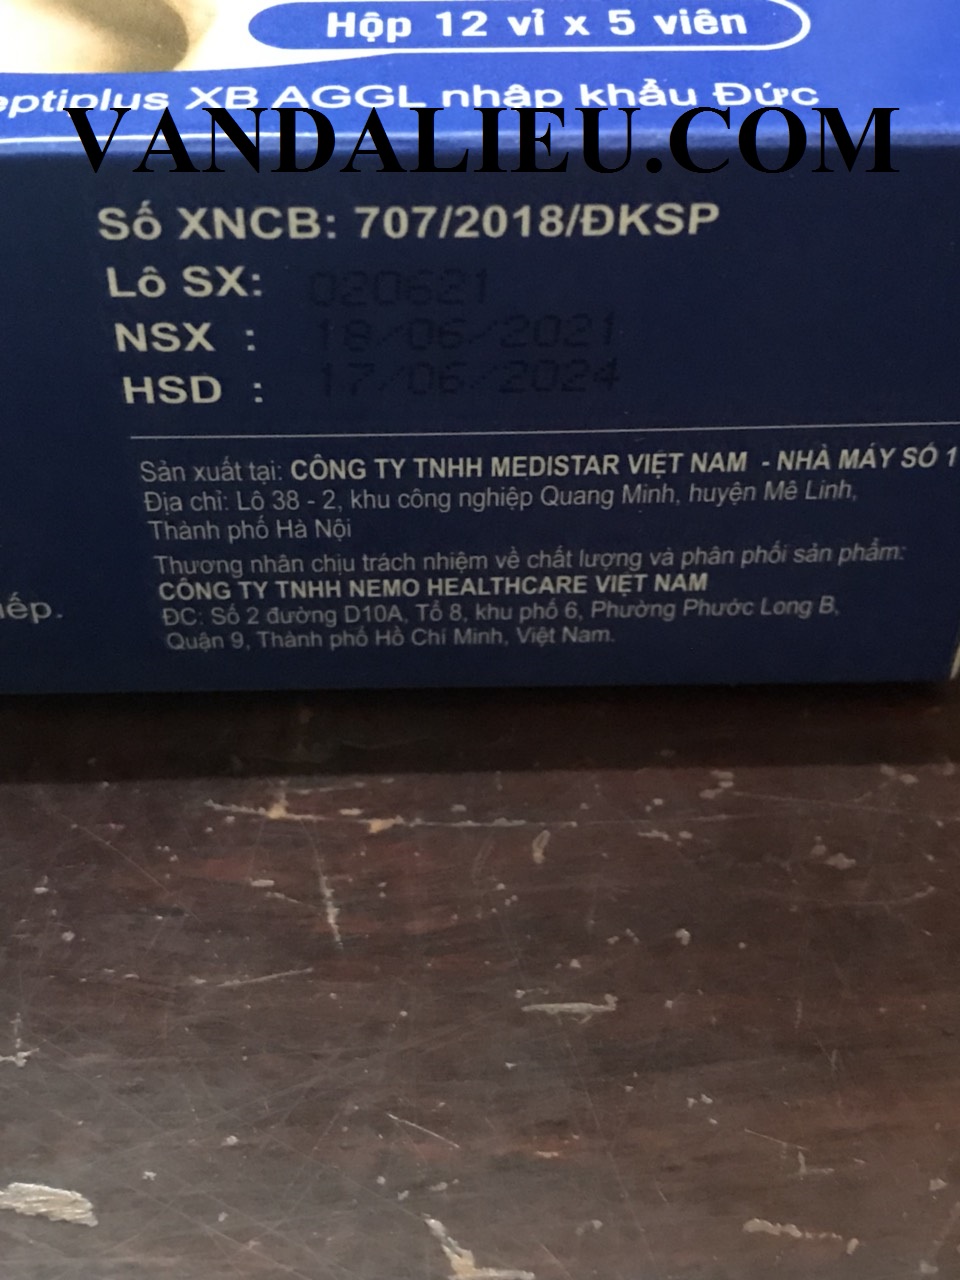 Hộp 12 vỉ x 5 viên
eptiplus XB AGGL nhập khẩu Đức
VANDALIEU.COM
Số XNCB: 707/2018/ĐKSP
Lô SX: 020621
NSX : 18/06/2021
HSD : 17/06/2024
Sản xuất tại: CÔNG TY TNHH MEDISTAR VIỆT NAM - NHÀ MÁY SỐ 1
Địa chỉ: Lô 38 - 2, khu công nghiệp Quang Minh, huyện Mê Linh,
Thành phố Hà Nội
Thương nhân chịu trách nhiệm về chất lượng và phân phối sản phẩm:
CÔNG TY TNHH NEMO HEALTHCARE VIỆT NAM
iếp.
ĐC: Số 2 đường D10A, Tổ 8, khu phố 6, Phường Phước Long B,
Quận 9, Thành phố Hồ Chí Minh, Việt Nam.